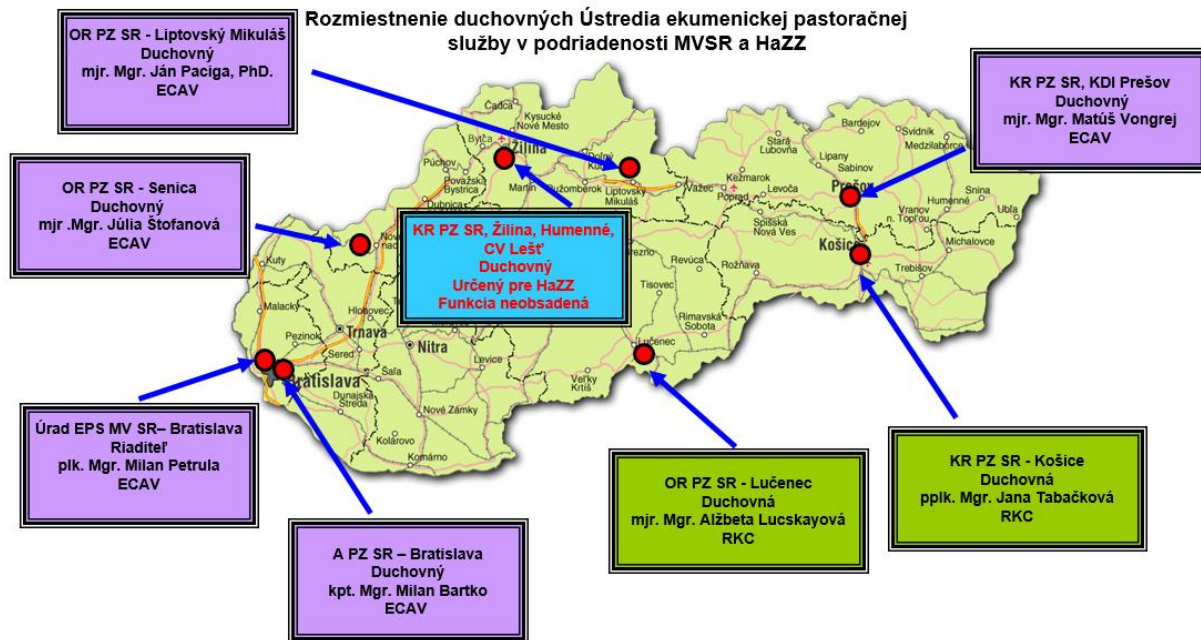 Rozmiestnenie duchovných Ústredia ekumenickej pastoračnej
služby v podriadenosti MVSR a HaZZ
OR PZ SR - Liptovský Mikuláš
Duchovný
mjr. Mgr. Ján Paciga, PhD.
ECAV
KR PZ SR, KDI Prešov
Duchovný
mjr. Mgr. Matúš Vongrej
ECAV
OR PZ SR - Senica
Duchovný
mjr .Mgr. Júlia Štofanová
ECAV
KR PZ SR, Žilina, Humenné,
CV Lešť
Duchovný
Určený pre HaZZ
Funkcia neobsadená
Úrad EPS MV SR– Bratislava
Riaditeľ
plk. Mgr. Milan Petrula
ECAV
A PZ SR – Bratislava
Duchovný
kpt. Mgr. Milan Bartko
ECAV
OR PZ SR - Lučenec
Duchovná
mjr. Mgr. Alžbeta Lucskayová
RKC
KR PZ SR - Košice
Duchovná
pplk. Mgr. Jana Tabačková
RKC
Čadca
Kysucké
Nové Mesto
Bytča
Žilina
Púchov
Považská
Bystrica
Dubnica
Martin
Ružomberok
Dolný
Liptovský
Mikuláš
Važec
Poprad
Kežmarok
Levoča
Stará
Ľubovňa
Spišská
Nová Ves
Bardejov
Svidník
Medzilaborce
Lipany
Sabinov
Prešov
Humenné
Snina
Ubľa
Vranov
n. Topľou
Michalovce
Trebišov
Košice
Rožňava
Revúca
Tisovec
Rimavská
Sobota
Lučenec
Veľký
Krtíš
Levice
Nitra
Trnava
Hlohovec
Sereď
Šaľa
Pezinok
Malacky
Kuty
Bratislava
Dunajská
Streda
Nové Zámky
Kolárovo
Komárno